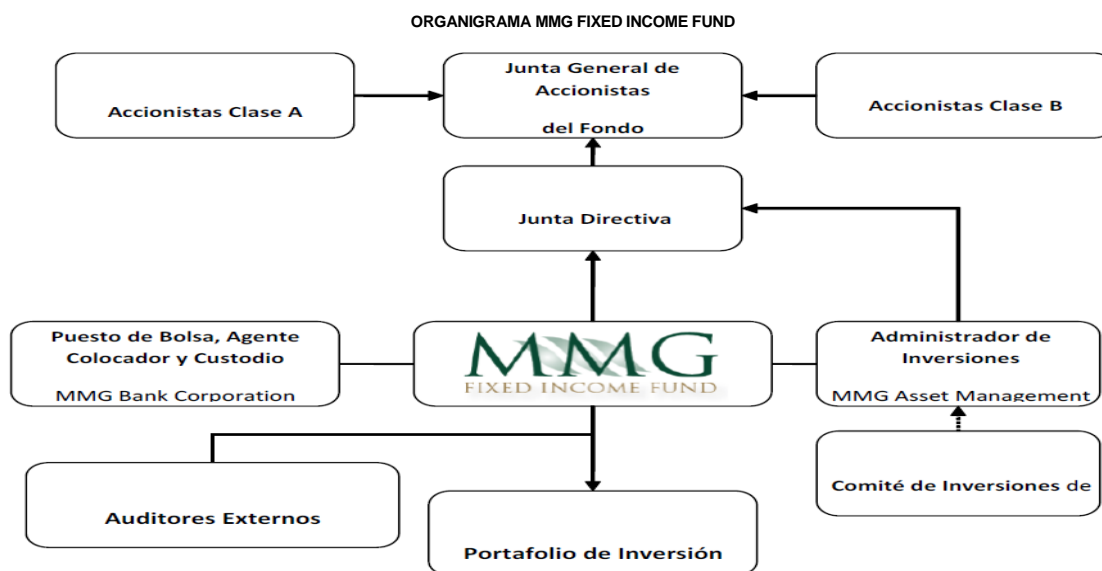 ORGANIGRAMA MMG FIXED INCOME FUND
Accionistas Clase A
Junta General de
Accionistas
del Fondo
Accionistas Clase B
Junta Directiva
Puesto de Bolsa, Agente
Colocador y Custodio
MMG Bank Corporation
MMG
FIXED INCOME FUND
Administrador de
Inversiones
MMG Asset Management
Comité de Inversiones de
Auditores Externos
Portafolio de Inversión